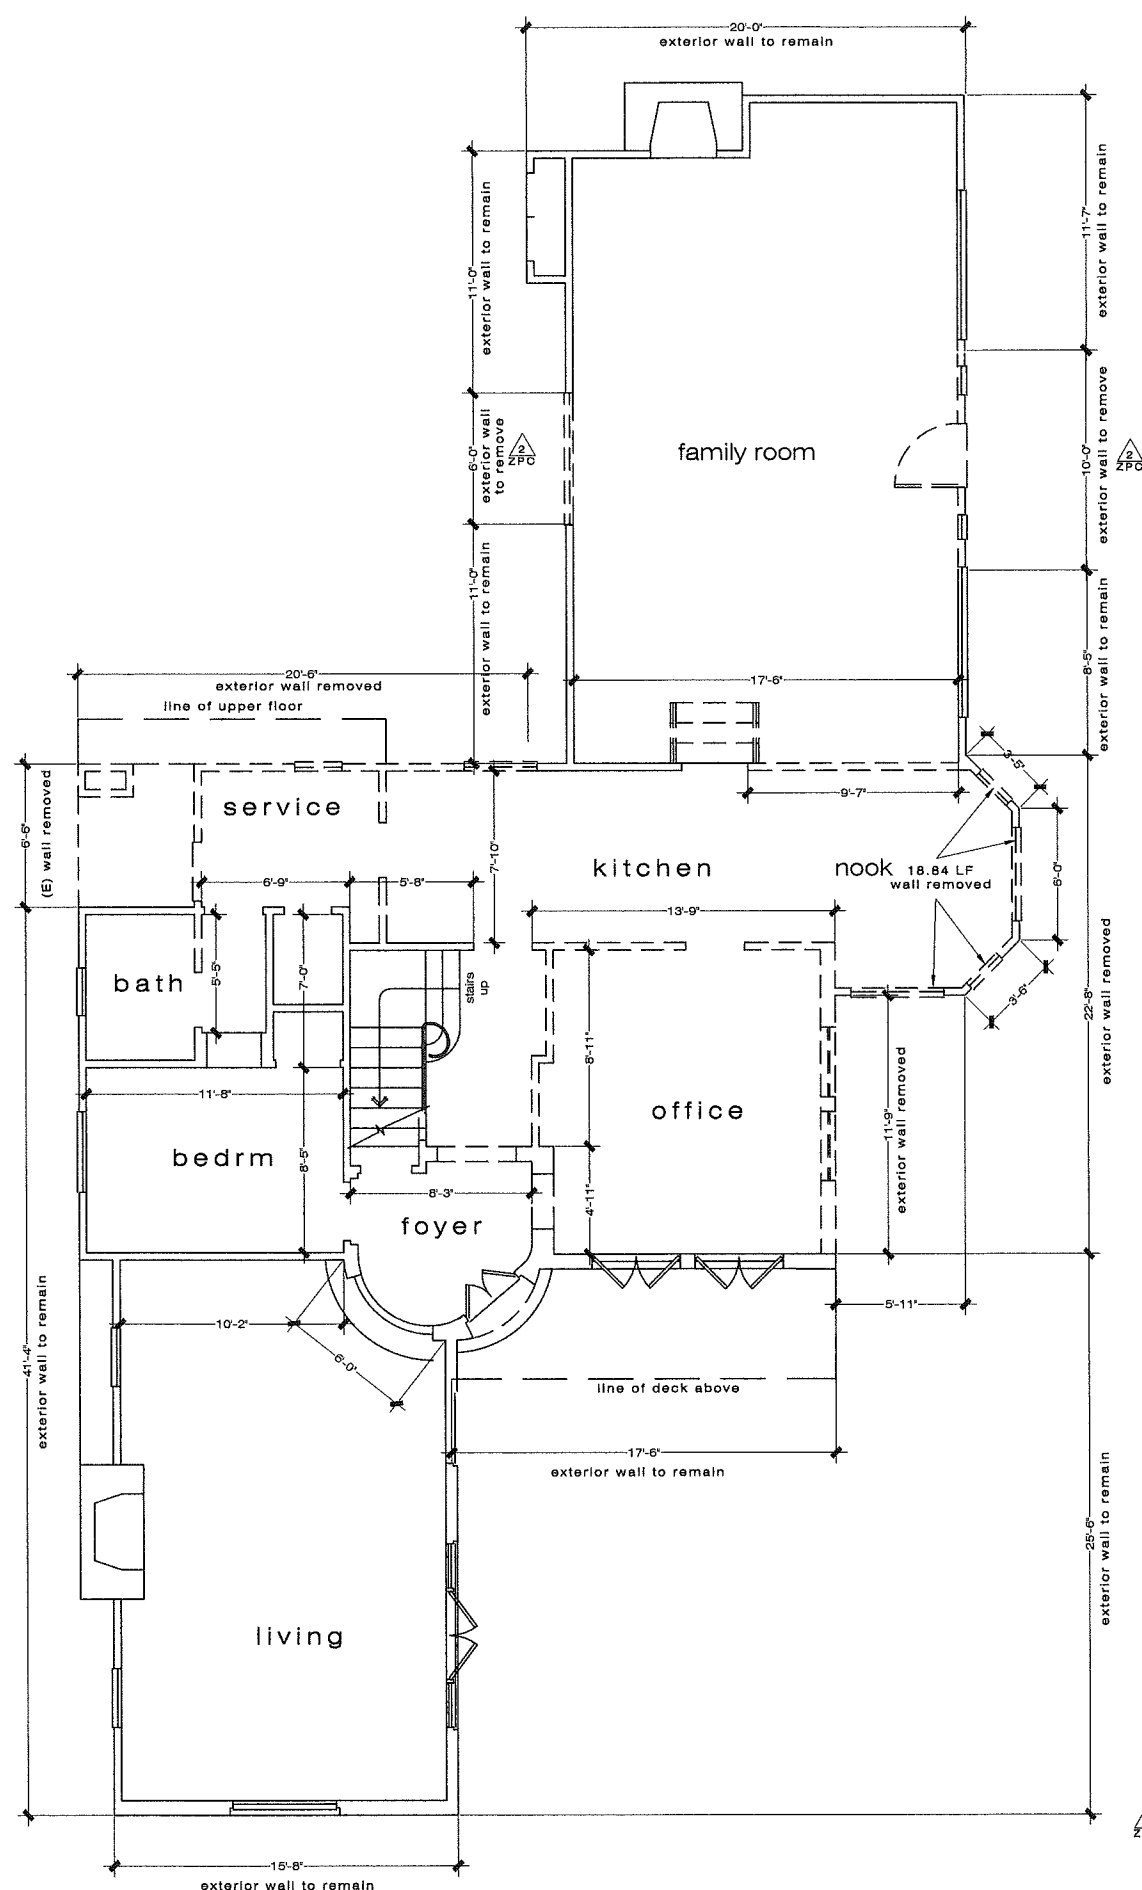 20'-0"
exterior wall to remain
11'-7"
exterior wall to remain
11'-0"
exterior wall to remain
6'-0"
exterior wall
to remove
2
ZPC
family room
10'-0"
exterior wall to remove
2
ZPC
11'-0"
exterior wall to remain
8'-5"
exterior wall to remain
20'-6"
exterior wall removed
line of upper floor
17'-6"
3'-5"
6'-6"
(E) wall removed
service
9'-7"
7'-10"
kitchen
nook
18.84 LF
wall removed
6'-0"
6'-9"
5'-8"
13'-9"
bath
5'-5"
7'-0"
stairs
up
3'-6"
22'-8"
exterior wall removed
8'-11"
11'-8"
office
11'-9"
exterior wall removed
bedrm
8'-5"
8'-3"
4'-11"
foyer
5'-11"
10'-2"
6'-0"
41'-4"
exterior wall to remain
line of deck above
17'-6"
exterior wall to remain
25'-6"
exterior wall to remain
living
15'-8"
exterior wall to remain